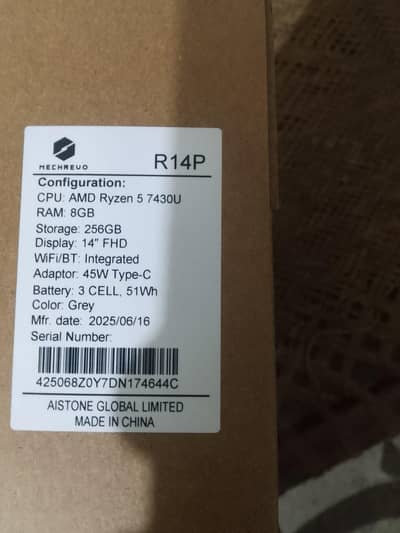 MECHREVO
R14P
Configuration:
CPU: AMD Ryzen 5 7430U
RAM: 8GB
Storage: 256GB
Display: 14" FHD
WiFi/BT: Integrated
Adaptor: 45W Type-C
Battery: 3 CELL, 51Wh
Color: Grey
Mfr. date: 2025/06/16
Serial Number:
425068Z0Y7DN174644C
AISTONE GLOBAL LIMITED
MADE IN CHINA